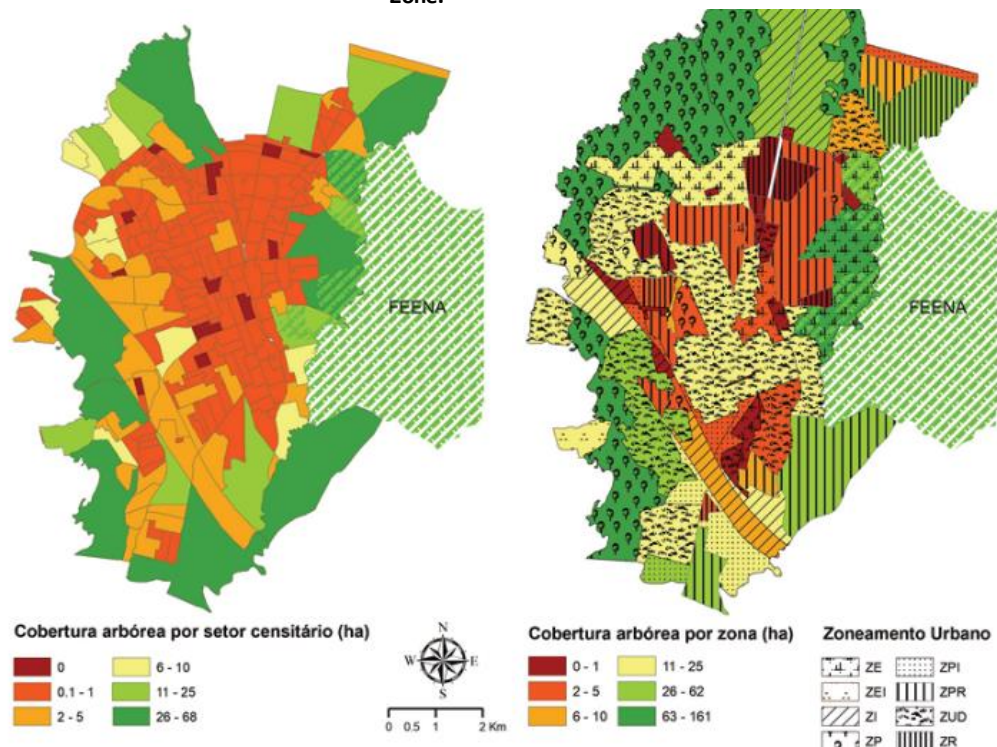 Zone.
FEENA
FEENA
Cobertura arbórea por setor censitário (ha)
0
0.1 - 1
2 - 5
6 - 10
11 - 25
26 - 68
N
W
E
S
0 0.5 1 2 Km
Cobertura arbórea por zona (ha)
0 - 1
2 - 5
6 - 10
11 - 25
26 - 62
63 - 161
Zoneamento Urbano
ZE
ZEI
ZI
ZP
ZPI
ZPR
ZUD
ZR